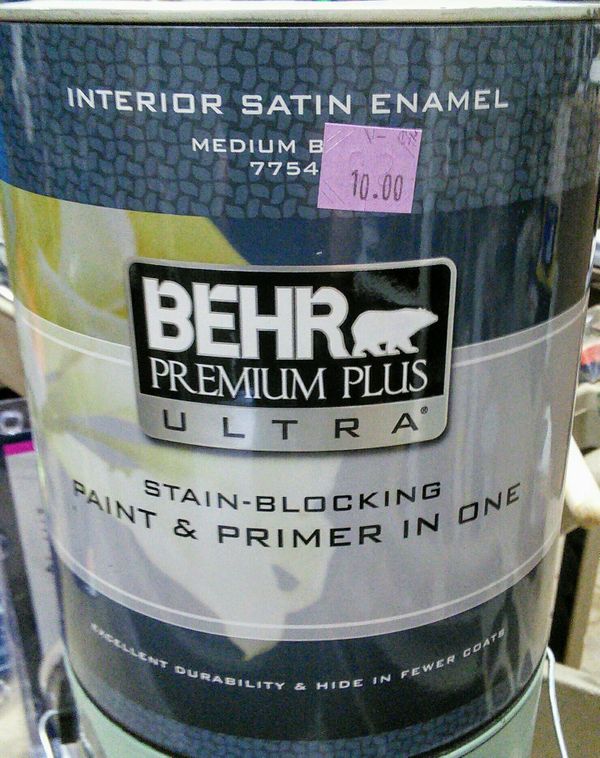 INTERIOR SATIN ENAMEL
MEDIUM B
7754
10.00
BEHR
PREMIUM PLUS
ULTRA®
STAIN-BLOCKING
PAINT & PRIMER IN ONE
EXCELLENT DURABILITY & HIDE IN FEWER COATS